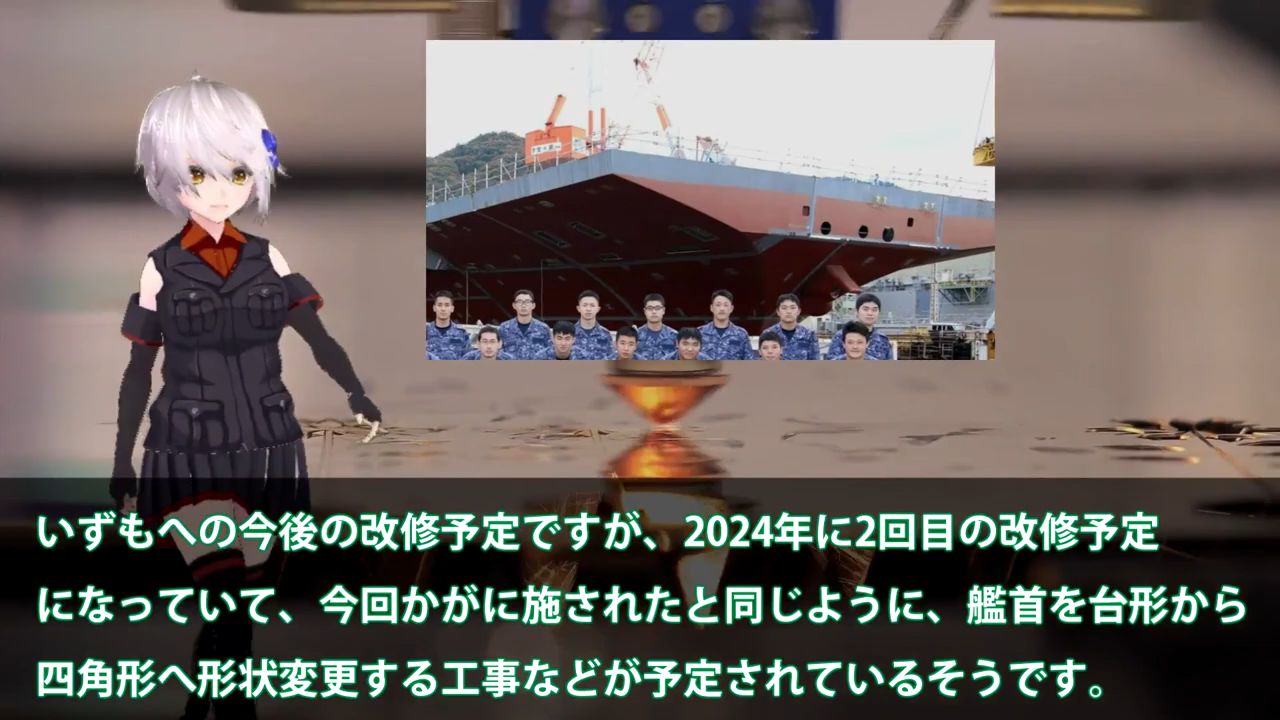 いずもへの今後の改修予定ですが、2024年に2回目の改修予定
になっていて、今回かがに施されたと同じように、艦首を台形から
四角形へ形状変更する工事などが予定されているそうです。